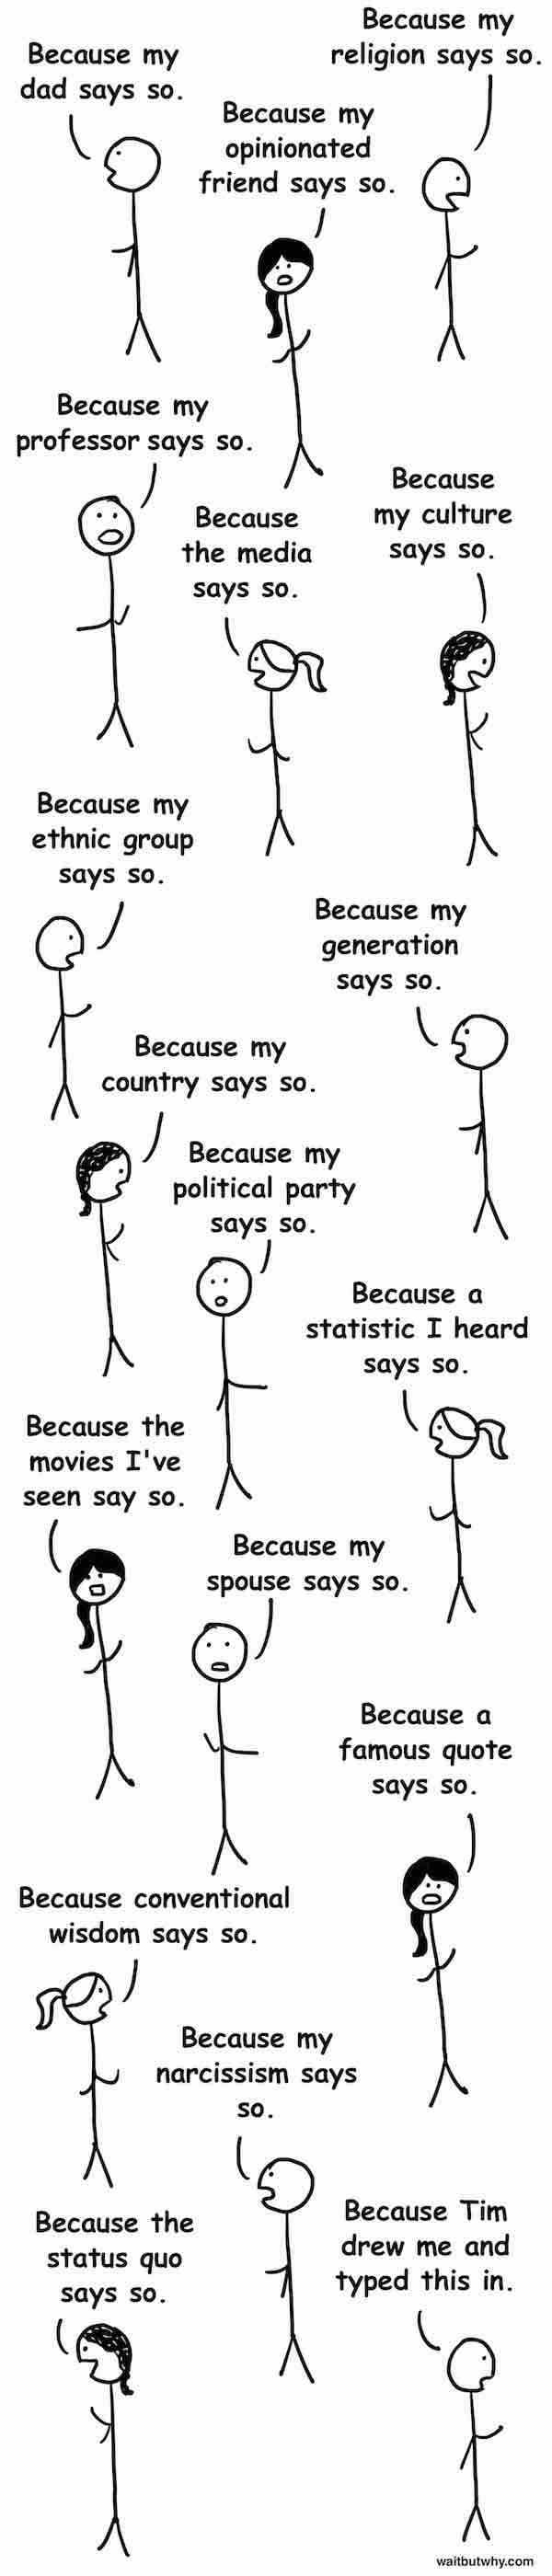 Because my
dad says so.
Because my
religion says so.
Because my
opinionated
friend says so.
Because my
professor says so.
Because
the media
says so.
Because
my culture
says so.
Because my
ethnic group
says so.
Because my
generation
says so.
Because my
country says so.
Because my
political party
says so.
Because a
statistic I heard
says so.
Because the
movies I've
seen say so.
Because my
spouse says so.
Because a
famous quote
says so.
Because conventional
wisdom says so.
Because my
narcissism says
so.
Because the
status quo
says so.
Because Tim
drew me and
typed this in.
waitbutwhy.com